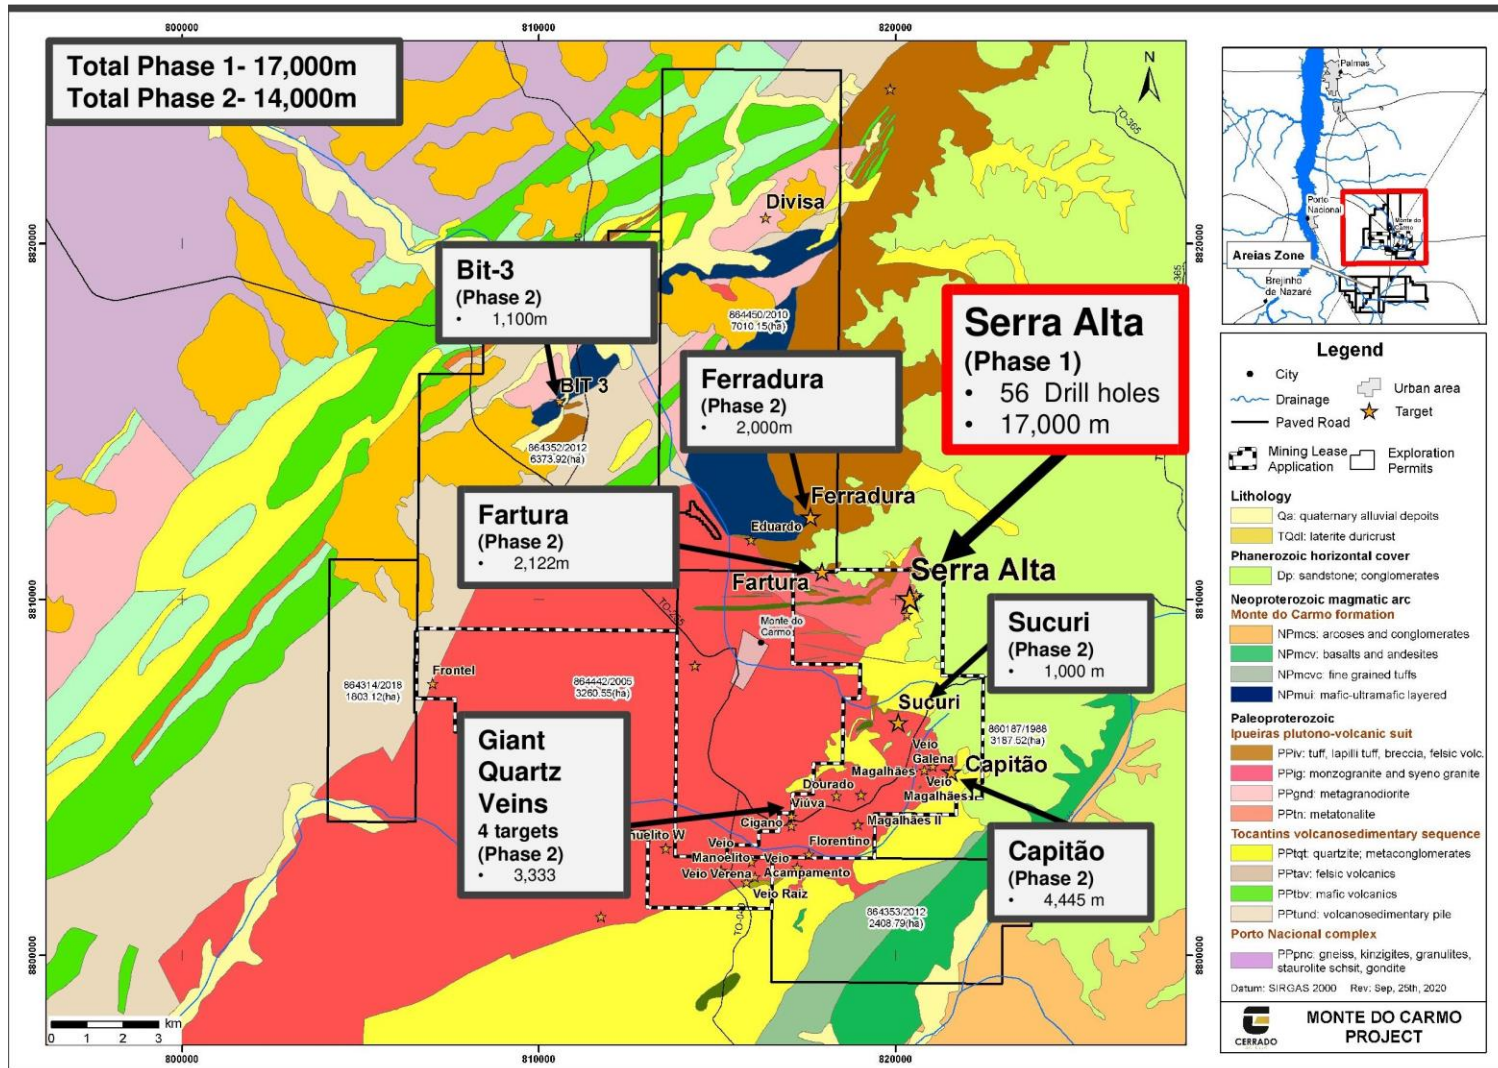 800000
810000
820000
Total Phase 1- 17,000m
Total Phase 2- 14,000m
N
TO-365
Divisa
8820000
8820000
Bit-3
(Phase 2)
• 1,100m
864450/2010
7010.15(ha)
BIT 3
864352/2012
6373.92(ha)
Ferradura
(Phase 2)
• 2,000m
Serra Alta
(Phase 1)
• 56 Drill holes
• 17,000 m
Fartura
(Phase 2)
• 2,122m
Ferradura
Eduardo
Fartura
Serra Alta
8810000
8810000
TO-255
Monte do
Carmo
Sucuri
(Phase 2)
• 1,000 m
Frontel
864314/2018
1803.12(ha)
864442/2005
3260.55(ha)
Sucuri
860187/1988
3187.52(ha)
Giant
Quartz
Veins
4 targets
(Phase 2)
• 3,333
Veio
Galena
Capitão
Magalhães
Veio
Magalhães
Dourado
Viúva
Cigano
Magalhães II
Florentino
nuelito W
Veio
Manoelito
Veio
Veio Verena
Acampamento
Veio Raiz
Capitão
(Phase 2)
• 4,445 m
864353/2012
2408.79(ha)
8800000
8800000
km
0 1 2 3
800000
810000
820000
Palmas
Porto
Nacional
Monte do
Carmo
Areias Zone
Brejinho
de Nazaré
Legend
City
Urban area
Drainage
Target
Paved Road
Mining Lease
Application
Exploration
Permits
Lithology
Qa: quaternary alluvial depoits
TQdl: laterite duricrust
Phanerozoic horizontal cover
Dp: sandstone; conglomerates
Neoproterozoic magmatic arc
Monte do Carmo formation
NPmcs: arcoses and conglomerates
NPmcv: basalts and andesites
NPmcvc: fine grained tuffs
NPmui: mafic-ultramafic layered
Paleoproterozoic
Ipueiras plutono-volcanic suit
PPiv: tuff, lapilli tuff, breccia, felsic volc.
PPig: monzogranite and syeno granite
PPgnd: metagranodiorite
PPtn: metatonalite
Tocantins volcanosedimentary sequence
PPtqt: quartzite; metaconglomerates
PPtav: felsic volcanics
PPtbv: mafic volcanics
PPtund: volcanosedimentary pile
Porto Nacional complex
PPpnc: gneiss, kinzigites, granulites,
staurolite schsit, gondite
Datum: SIRGAS 2000 Rev: Sep, 25th, 2020
CERRADO
MONTE DO CARMO
PROJECT